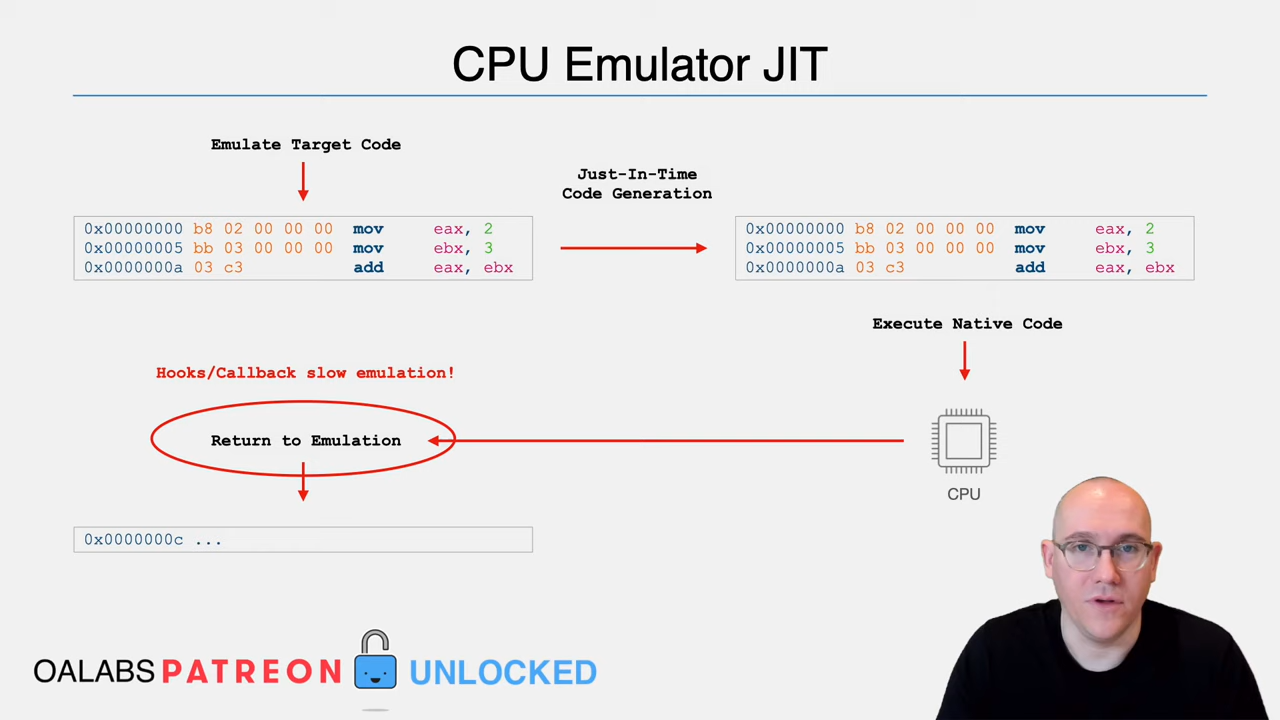 CPU Emulator JIT
Emulate Target Code
Just-In-Time
Code Generation
0x00000000 b8 02 00 00 00 mov eax, 2
0x00000005 bb 03 00 00 00 mov ebx, 3
0x0000000a 03 c3 add eax, ebx
0x00000000 b8 02 00 00 00 mov eax, 2
0x00000005 bb 03 00 00 00 mov ebx, 3
0x0000000a 03 c3 add eax, ebx
Execute Native Code
Hooks/Callback slow emulation!
Return to Emulation
CPU
0x0000000c ...
OALABS PATREON UNLOCKED